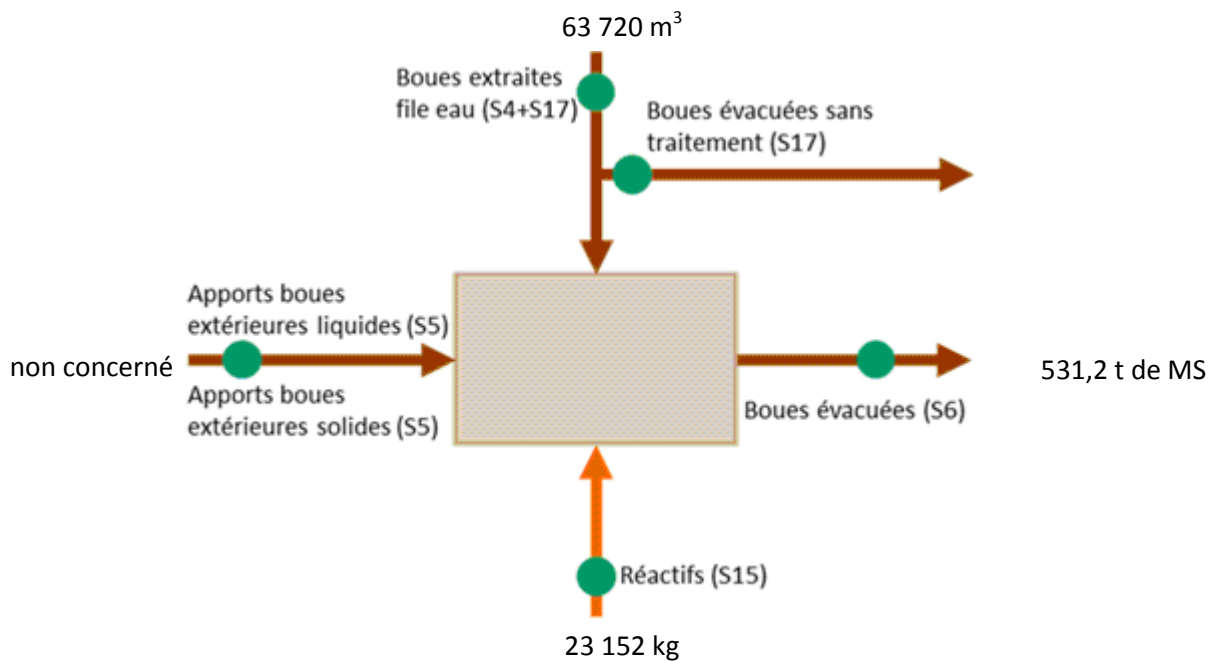 63 720 m³
Boues extraites
file eau (S4+S17)
Boues évacuées sans
traitement (S17)
Apports boues
extérieures liquides (S5)
non concerné
Apports boues
extérieures solides (S5)
531,2 t de MS
Boues évacuées (S6)
Réactifs (S15)
23 152 kg